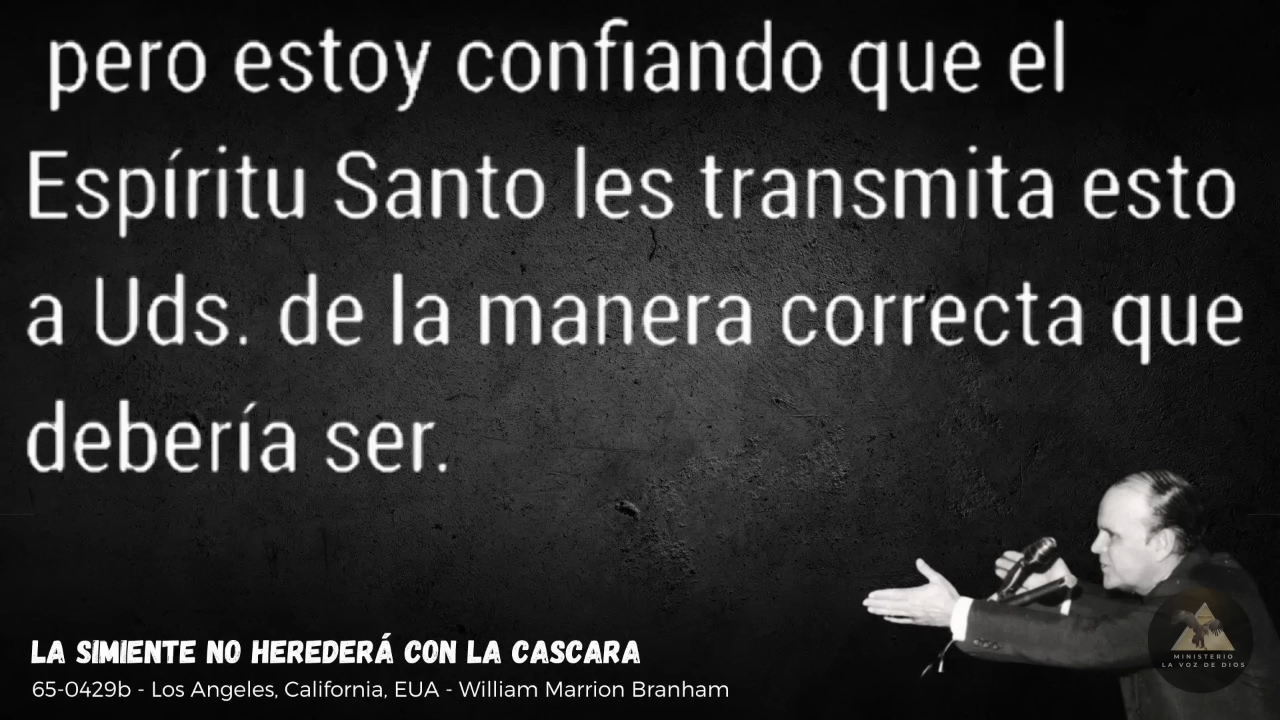 pero estoy confiando que el
Espíritu Santo les transmita esto
a Uds. de la manera correcta que
debería ser.
LA SIMIENTE NO HEREDERÁ CON LA CASCARA
65-0429b - Los Angeles, California, EUA - William Marrion Branham
MINISTERIO
LA VOZ DE DIOS